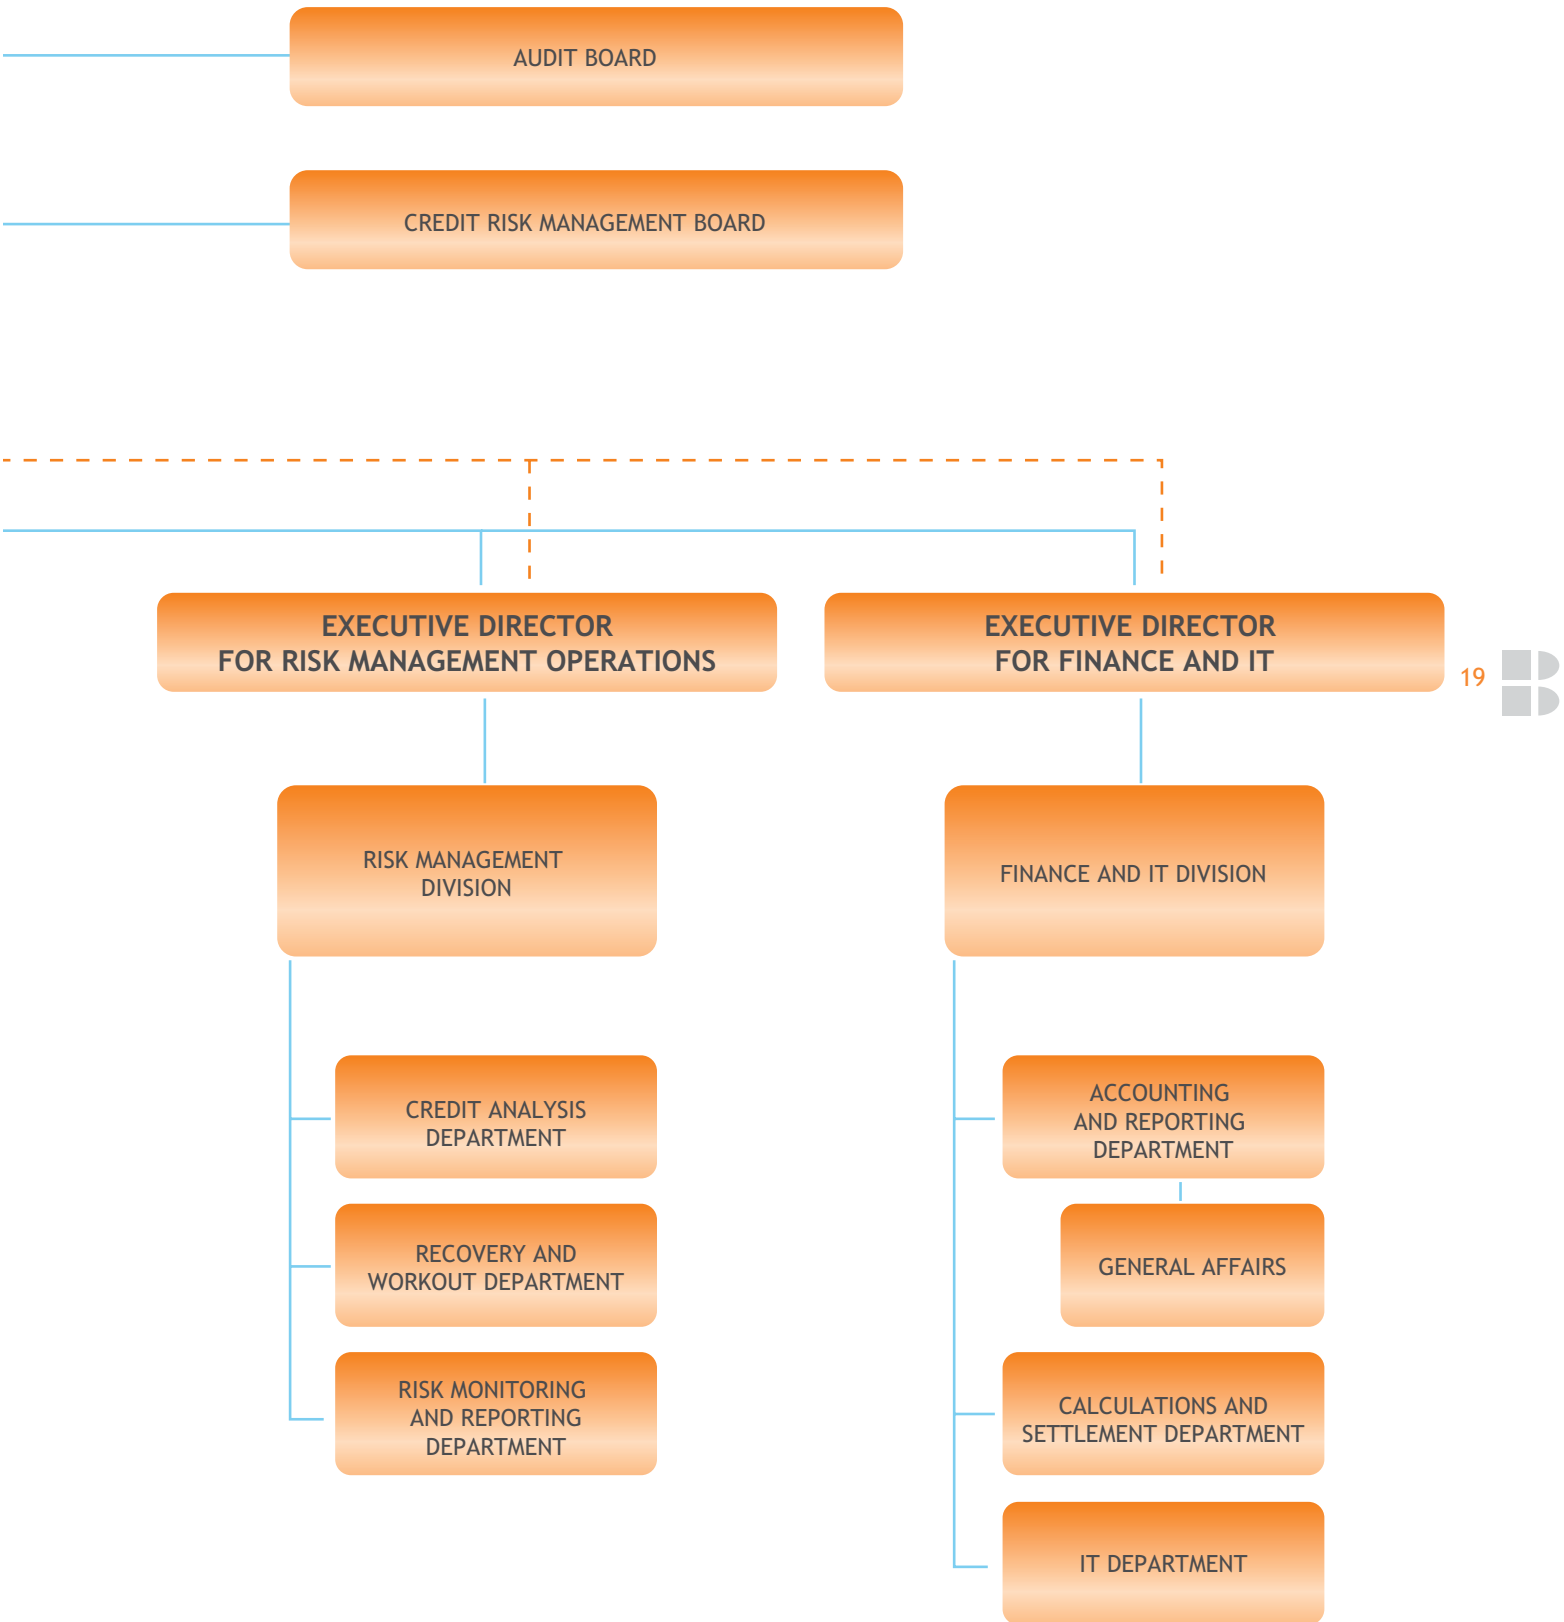 AUDIT BOARD
CREDIT RISK MANAGEMENT BOARD
EXECUTIVE DIRECTOR
FOR RISK MANAGEMENT OPERATIONS
EXECUTIVE DIRECTOR
FOR FINANCE AND IT
19
RISK MANAGEMENT
DIVISION
FINANCE AND IT DIVISION
CREDIT ANALYSIS
DEPARTMENT
ACCOUNTING
AND REPORTING
DEPARTMENT
RECOVERY AND
WORKOUT DEPARTMENT
GENERAL AFFAIRS
RISK MONITORING
AND REPORTING
DEPARTMENT
CALCULATIONS AND
SETTLEMENT DEPARTMENT
IT DEPARTMENT